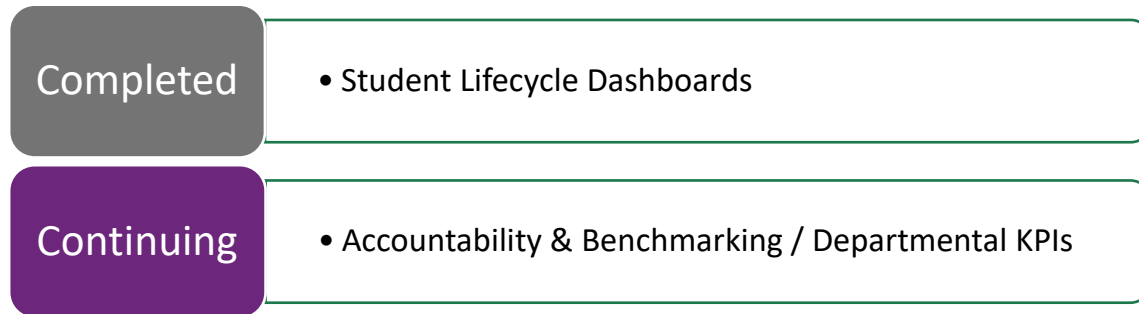 Completed
• Student Lifecycle Dashboards
Continuing
• Accountability & Benchmarking / Departmental KPIs